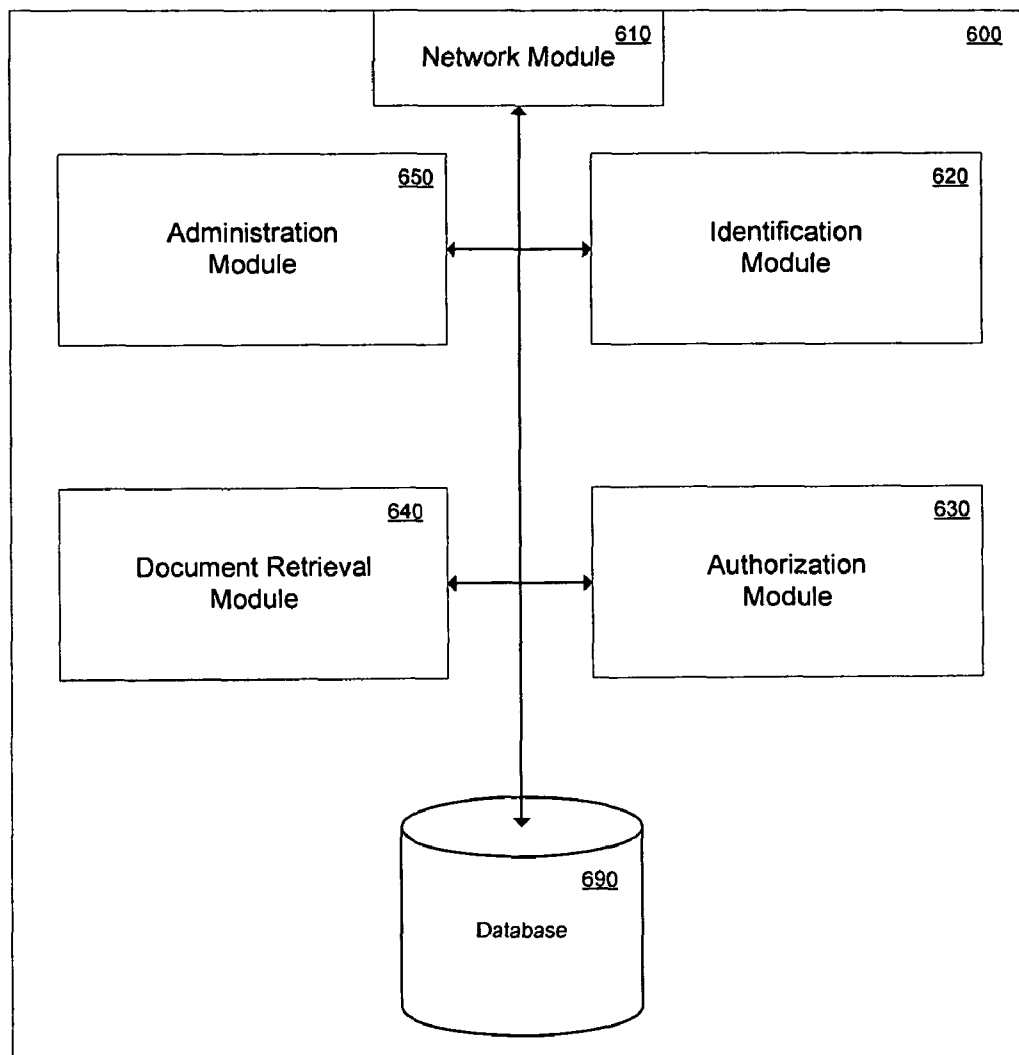 610
600
Network Module
650
Administration
Module
620
Identification
Module
640
Document Retrieval
Module
630
Authorization
Module
690
Database